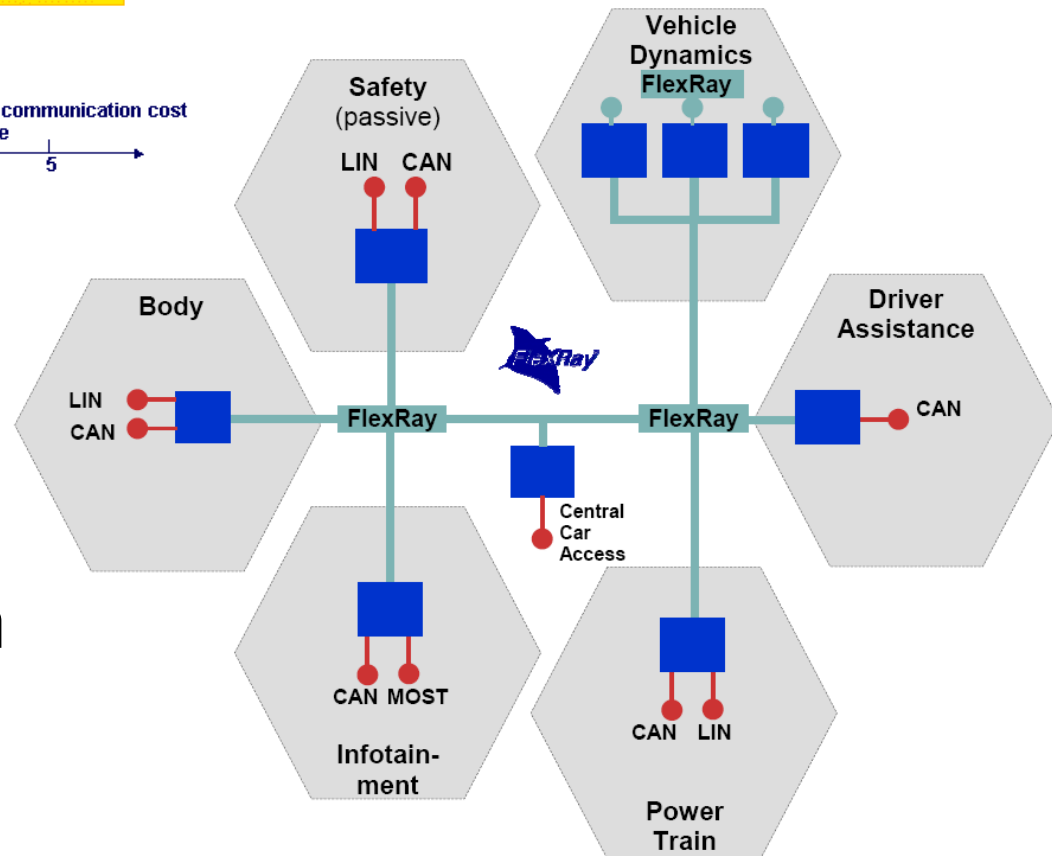 communication cost
e
5
Safety
(passive)
LIN CAN
Vehicle
Dynamics
FlexRay
Body
LIN
CAN
FlexRay
FlexRay
FlexRay
Driver
Assistance
CAN
Central
Car
Access
CAN MOST
Infotain-
ment
CAN LIN
Power
Train